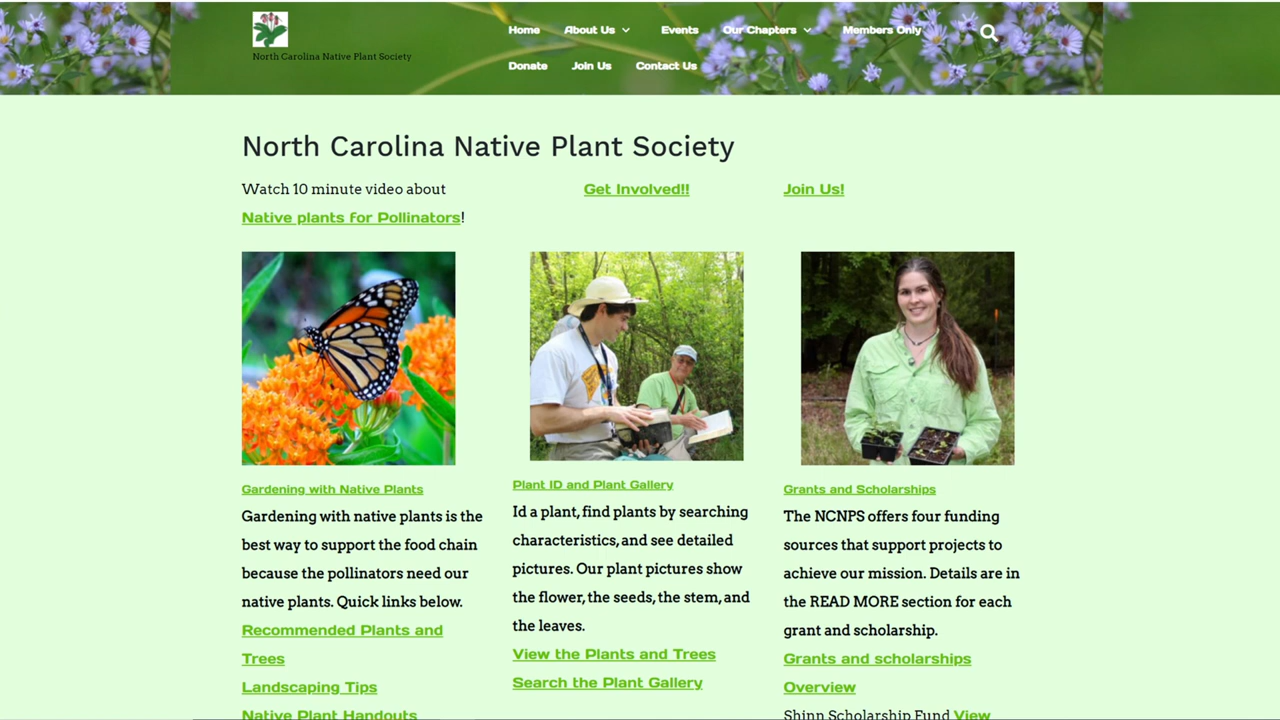 Home About Us Events Our Chapters Members Only
North Carolina Native Plant Society
Donate Join Us Contact Us
North Carolina Native Plant Society
Watch 10 minute video about
Native plants for Pollinators!
Get Involved!!
Join Us!
Gardening with Native Plants
Gardening with native plants is the
best way to support the food chain
because the pollinators need our
native plants. Quick links below.
Recommended Plants and
Trees
Landscaping Tips
Native Plant Handouts
Plant ID and Plant Gallery
Id a plant, find plants by searching
characteristics, and see detailed
pictures. Our plant pictures show
the flower, the seeds, the stem, and
the leaves.
View the Plants and Trees
Search the Plant Gallery
Grants and Scholarships
The NCNPS offers four funding
sources that support projects to
achieve our mission. Details are in
the READ MORE section for each
grant and scholarship.
Grants and scholarships
Overview
Shinn Scholarship Fund View